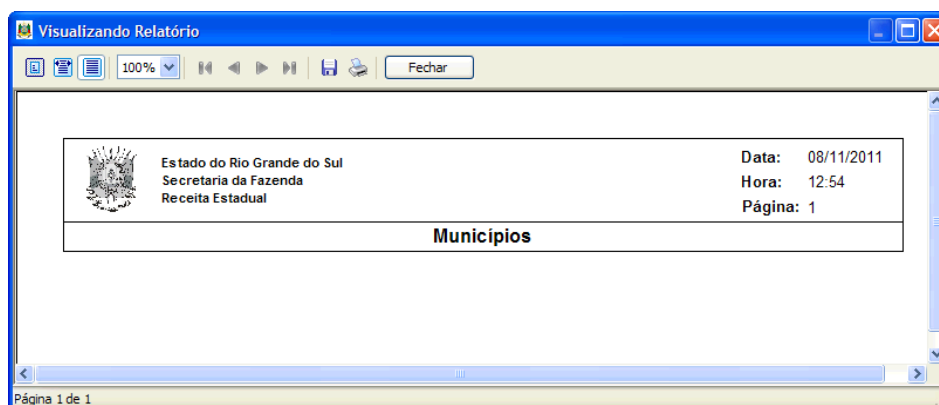 Visualizando Relatório
100%
Fechar
Estado do Rio Grande do Sul
Secretaria da Fazenda
Receita Estadual
Data: 08/11/2011
Hora: 12:54
Página: 1
Municípios
Página 1 de 1